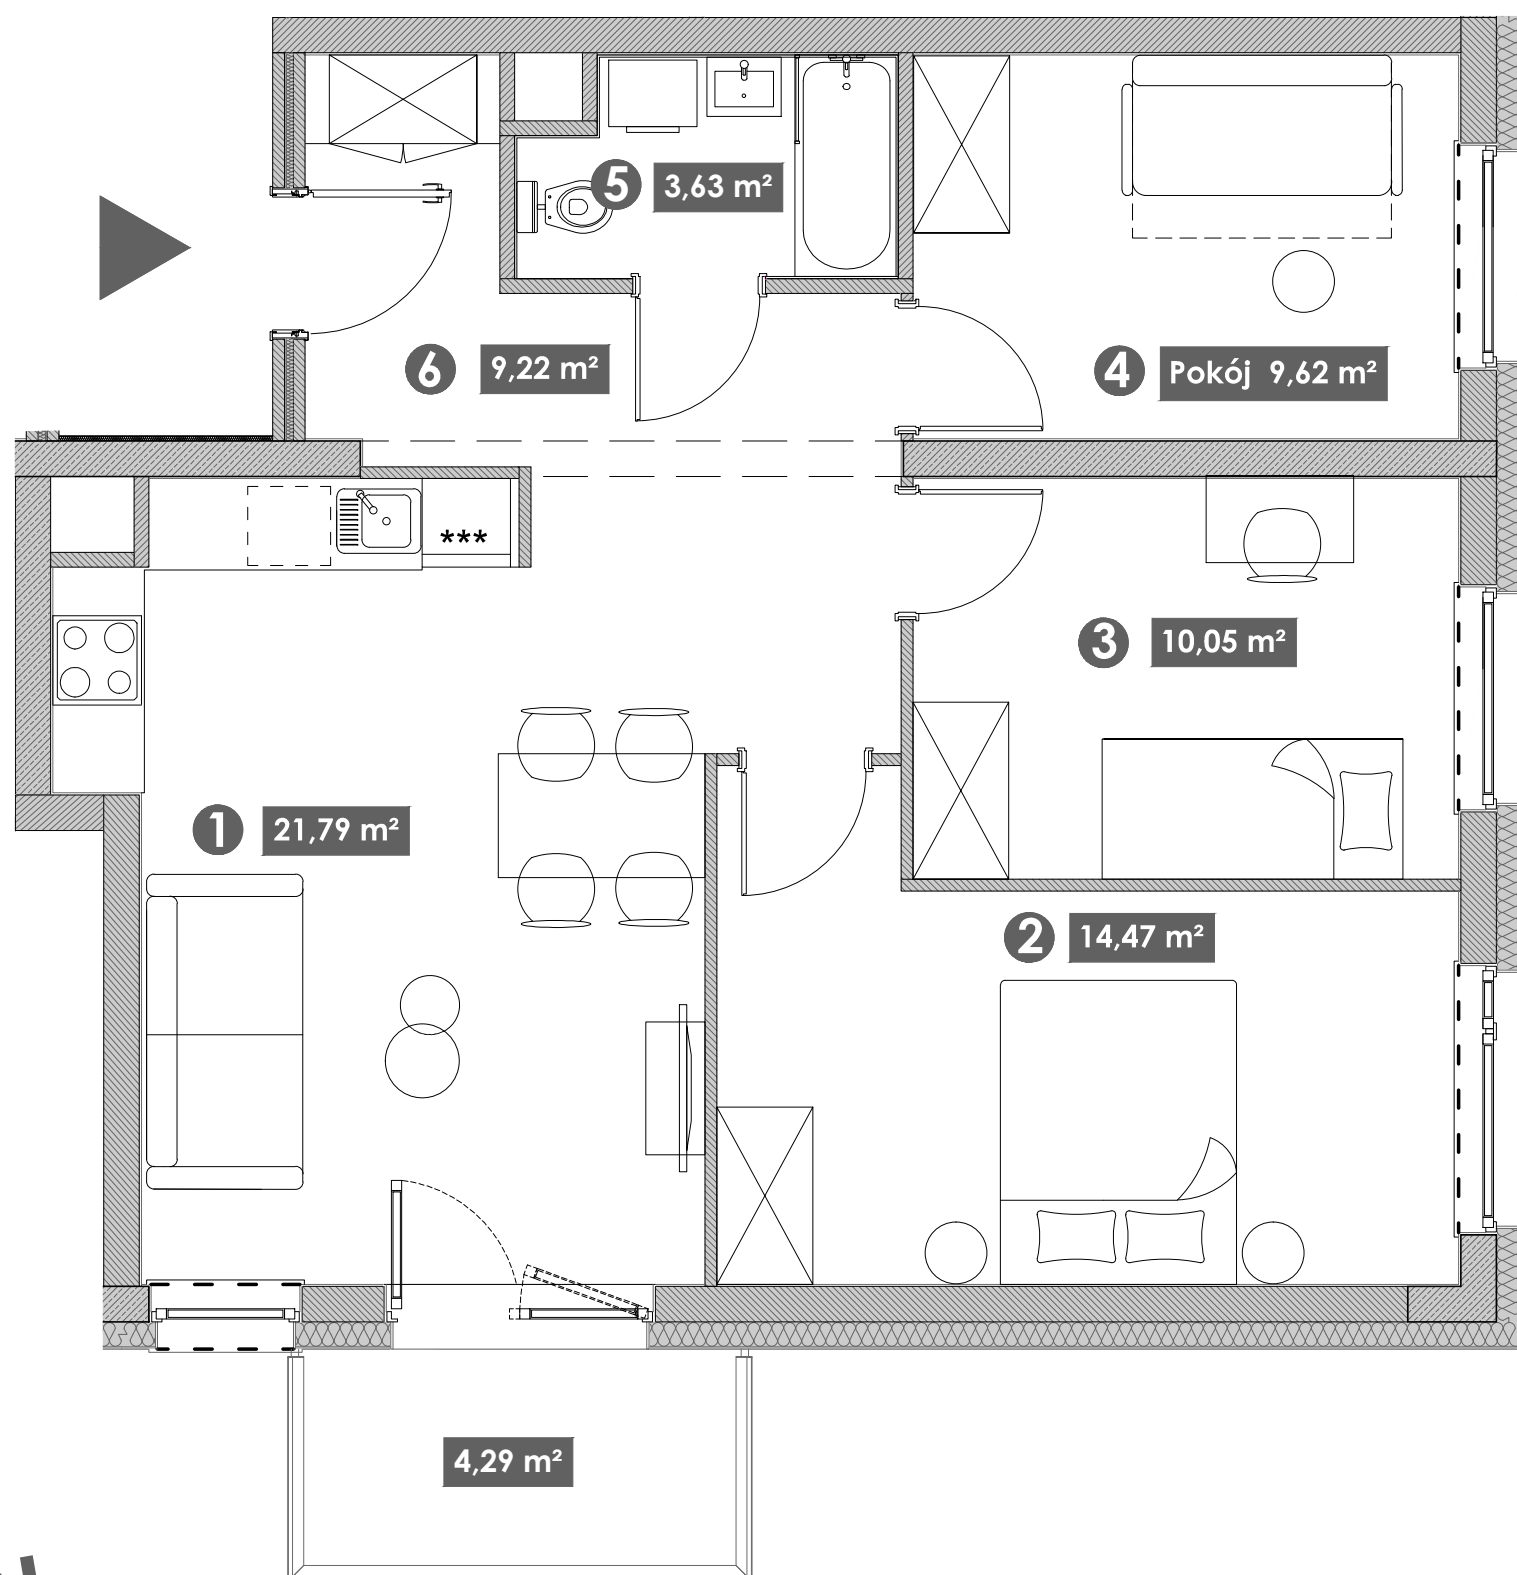 5 3,63 m²
6 9,22 m²
4 Pokój 9,62 m²
***
3 10,05 m²
1 21,79 m²
2 14,47 m²
4,29 m²